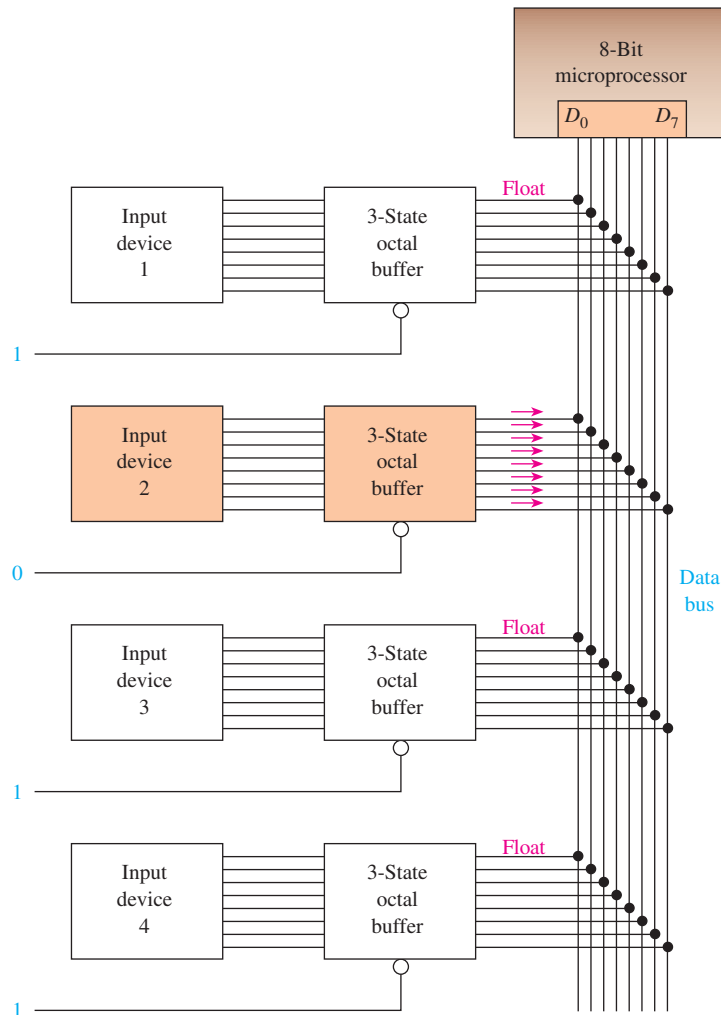 8-Bit
microprocessor
D0 D7
Input
device
1
3-State
octal
buffer
Float
1
Input
device
2
3-State
octal
buffer
0
Data
bus
Input
device
3
3-State
octal
buffer
Float
1
Input
device
4
3-State
octal
buffer
Float
1